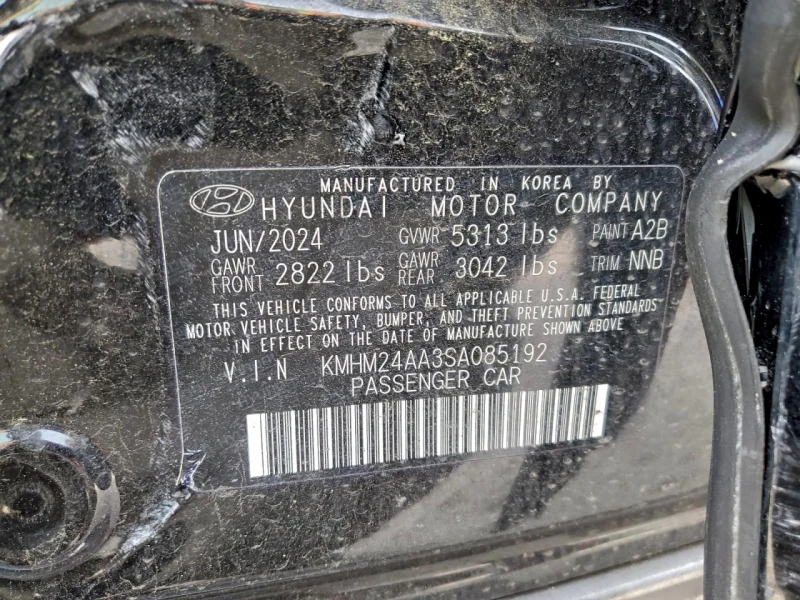 MANUFACTURED IN KOREA BY
HYUNDAI MOTOR COMPANY
JUN/2024 GVWR 5313 lbs PAINT A2B
GAWR FRONT 2822 lbs GAWR REAR 3042 lbs TRIM NNB
THIS VEHICLE CONFORMS TO ALL APPLICABLE U.S.A. FEDERAL
MOTOR VEHICLE SAFETY, BUMPER, AND THEFT PREVENTION STANDARDS
IN EFFECT ON THE DATE OF MANUFACTURE SHOWN ABOVE
V.I.N KMHM24AA3SA085192
PASSENGER CAR